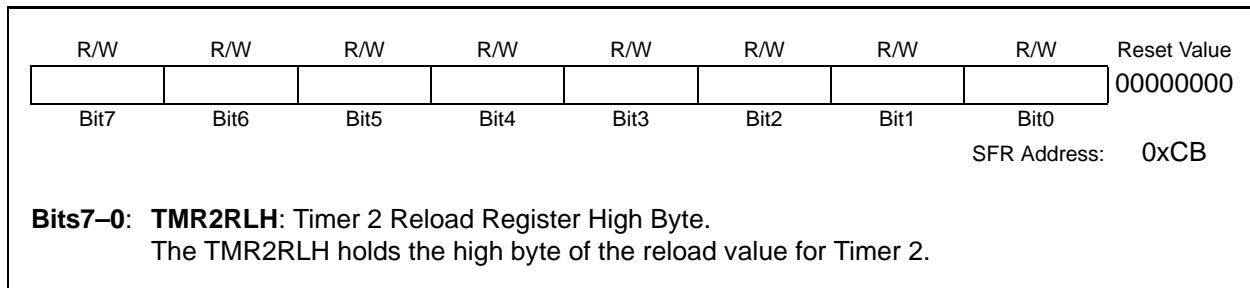 R/W R/W R/W R/W R/W R/W R/W R/W Reset Value
00000000
Bit7 Bit6 Bit5 Bit4 Bit3 Bit2 Bit1 Bit0
SFR Address: 0xCB
Bits7–0: TMR2RLH: Timer 2 Reload Register High Byte.
The TMR2RLH holds the high byte of the reload value for Timer 2.